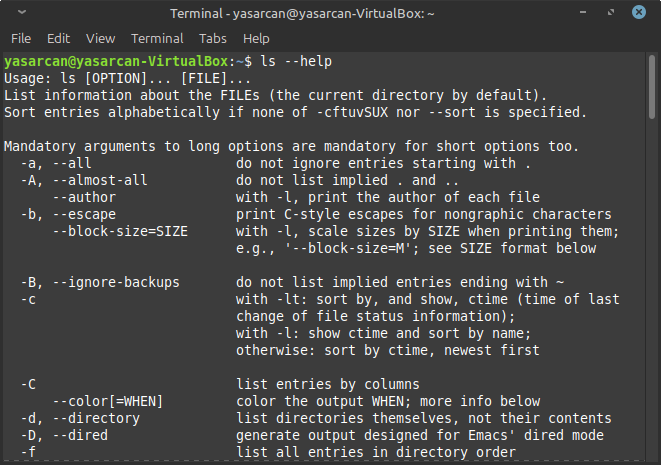 Terminal - yasarcan@yasarcan-VirtualBox: ~
File Edit View Terminal Tabs Help
yasarcan@yasarcan-VirtualBox:~$ ls --help
Usage: ls [OPTION]... [FILE]...
List information about the FILEs (the current directory by default).
Sort entries alphabetically if none of -cftuvSUX nor --sort is specified.

Mandatory arguments to long options are mandatory for short options too.
  -a, --all                  do not ignore entries starting with .
  -A, --almost-all           do not list implied . and ..
      --author               with -l, print the author of each file
  -b, --escape               print C-style escapes for nongraphic characters
      --block-size=SIZE      with -l, scale sizes by SIZE when printing them;
                             e.g., '--block-size=M'; see SIZE format below

  -B, --ignore-backups       do not list implied entries ending with ~
  -c                         with -lt: sort by, and show, ctime (time of last
                             change of file status information);
                             with -l: show ctime and sort by name;
                             otherwise: sort by ctime, newest first

  -C                         list entries by columns
      --color[=WHEN]         color the output WHEN; more info below
  -d, --directory            list directories themselves, not their contents
  -D, --dired                generate output designed for Emacs' dired mode
  -f                         list all entries in directory order